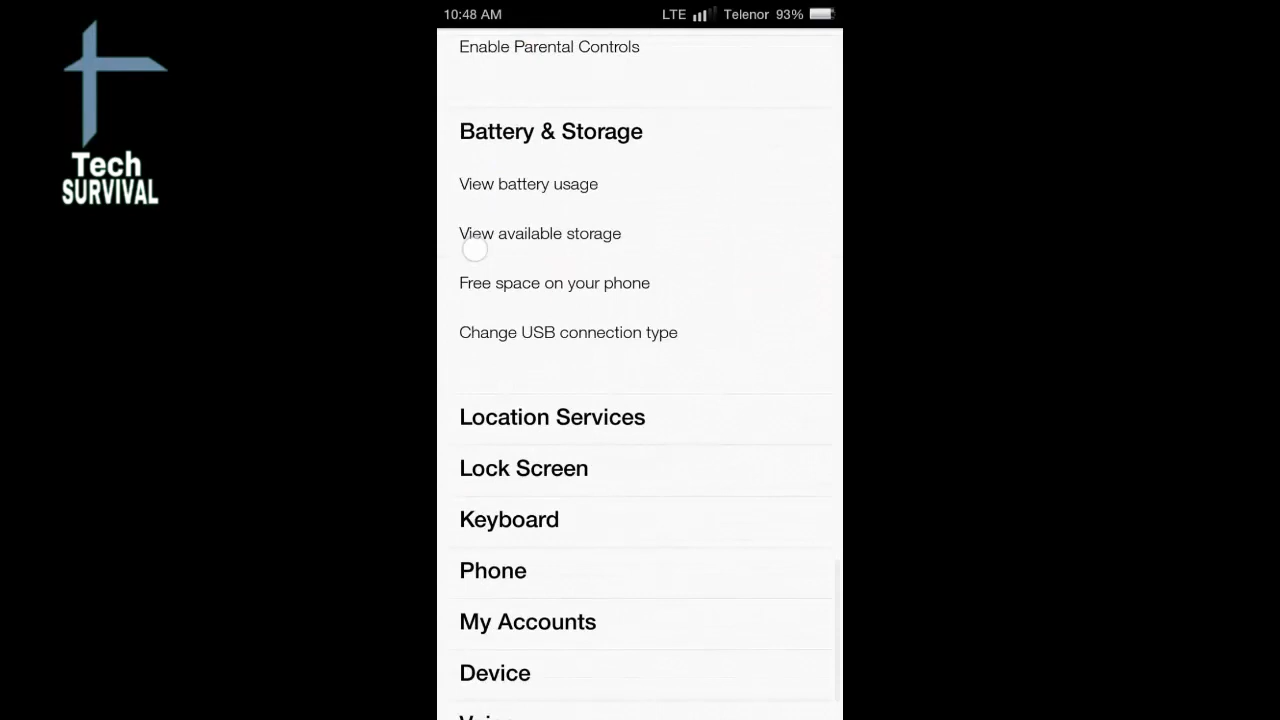 10:48 AM LTE Telenor 93%
Tech
SURVIVAL
Enable Parental Controls
Battery & Storage
View battery usage
View available storage
Free space on your phone
Change USB connection type
Location Services
Lock Screen
Keyboard
Phone
My Accounts
Device